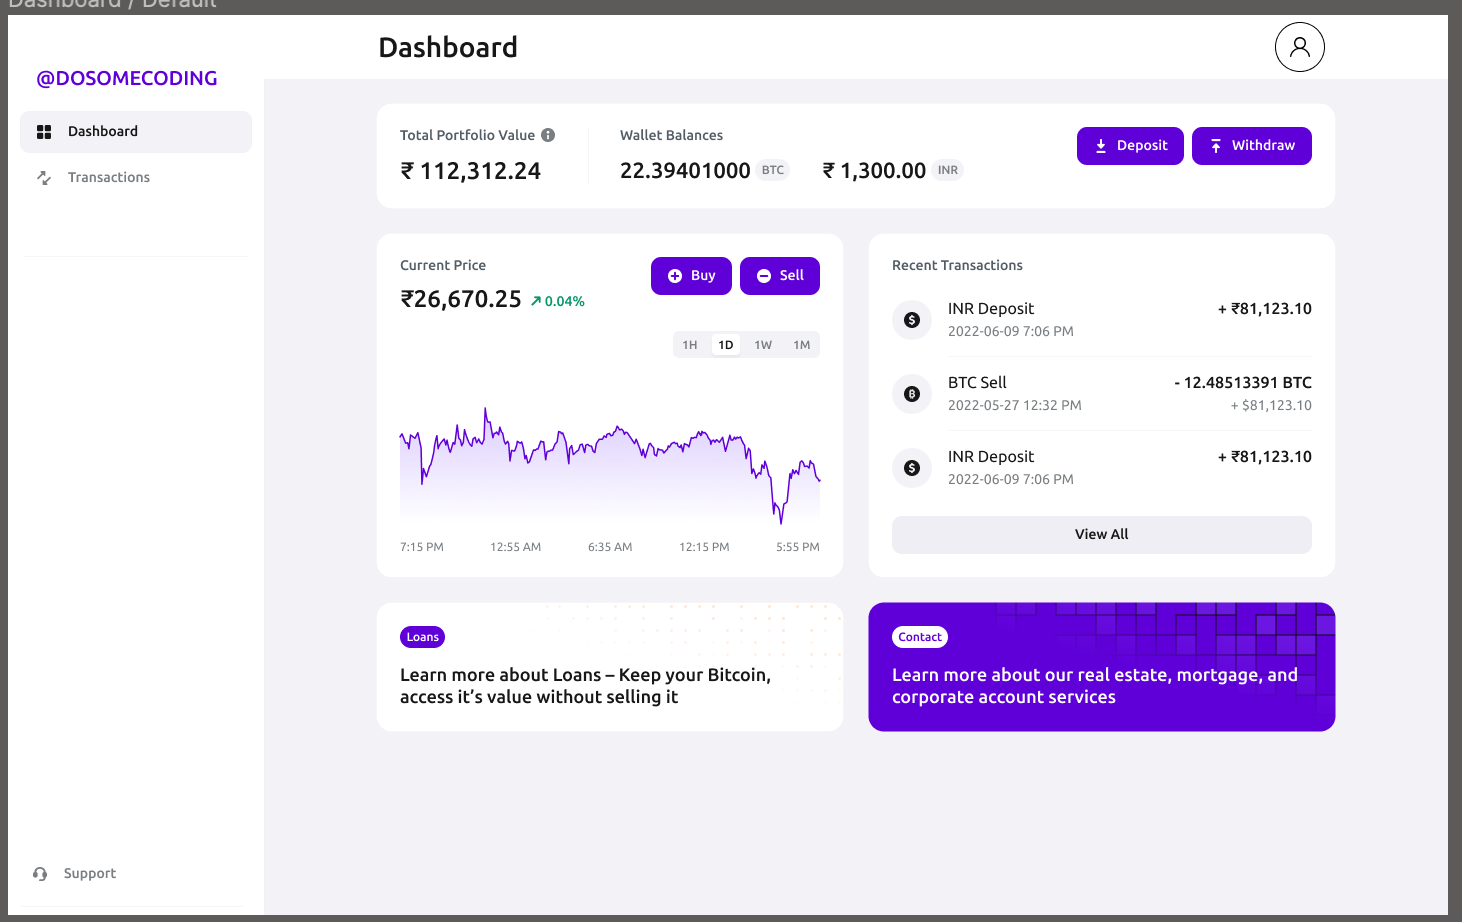 Dashboard / Default
@DOSOMECODING
Dashboard
Transactions
Support
Dashboard
Total Portfolio Value
₹ 112,312.24
Wallet Balances
22.39401000 BTC
₹ 1,300.00 INR
Deposit
Withdraw
Current Price
₹26,670.25 0.04%
Buy
Sell
1H 1D 1W 1M
7:15 PM 12:55 AM 6:35 AM 12:15 PM 5:55 PM
Recent Transactions
INR Deposit + ₹81,123.10
2022-06-09 7:06 PM
BTC Sell - 12.48513391 BTC
2022-05-27 12:32 PM + $81,123.10
INR Deposit + ₹81,123.10
2022-06-09 7:06 PM
View All
Loans
Learn more about Loans – Keep your Bitcoin,
access it’s value without selling it
Contact
Learn more about our real estate, mortgage, and
corporate account services